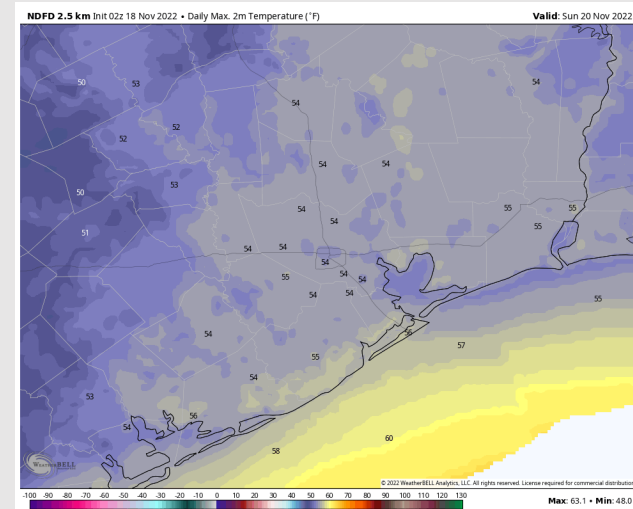 NDFD 2.5 km Init 02z 18 Nov 2022 • Daily Max. 2m Temperature (°F)
Valid: Sun 20 Nov 2022
50 53 54 54
52 52
54 54
50 53
54 55 55
51 54 55
54 54
54
55 54 54
54 54 55
54 56
55 57
54
53 56
54 60
58
WeatherBELL
© 2022 WeatherBELL Analytics, LLC. All rights reserved. License required for commercial distribution
-100 -90 -80 -70 -60 -50 -40 -30 -20 -10 0 10 20 30 40 50 60 70 80 90 100 110 120 130
Max: 63.1 • Min: 48.0